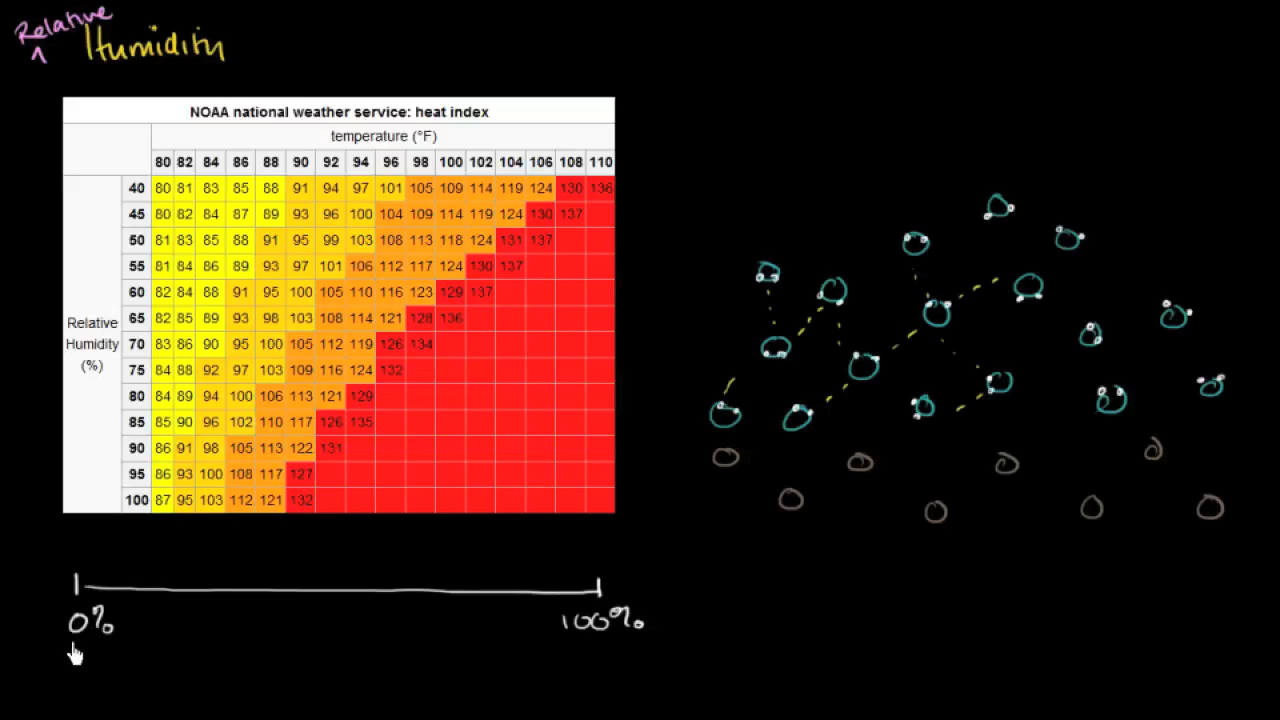 Relative
Humidity
NOAA national weather service: heat index
temperature (°F)
80 82 84 86 88 90 92 94 96 98 100 102 104 106 108 110
40 80 81 83 85 88 91 94 97 101 105 109 114 119 124 130 136
45 80 82 84 87 89 93 96 100 104 109 114 119 124 130 137
50 81 83 85 88 91 95 99 103 108 113 118 124 131 137
55 81 84 86 89 93 97 101 106 112 117 124 130 137
60 82 84 88 91 95 100 105 110 116 123 129 137
Relative
Humidity
(%)
65 82 85 89 93 98 103 108 114 121 128 136
70 83 86 90 95 100 105 112 119 126 134
75 84 88 92 97 103 109 116 124 132
80 84 89 94 100 106 113 121 129
85 85 90 96 102 110 117 126 135
90 86 91 98 105 113 122 131
95 86 93 100 108 117 127
100 87 95 103 112 121 132
0% 100%